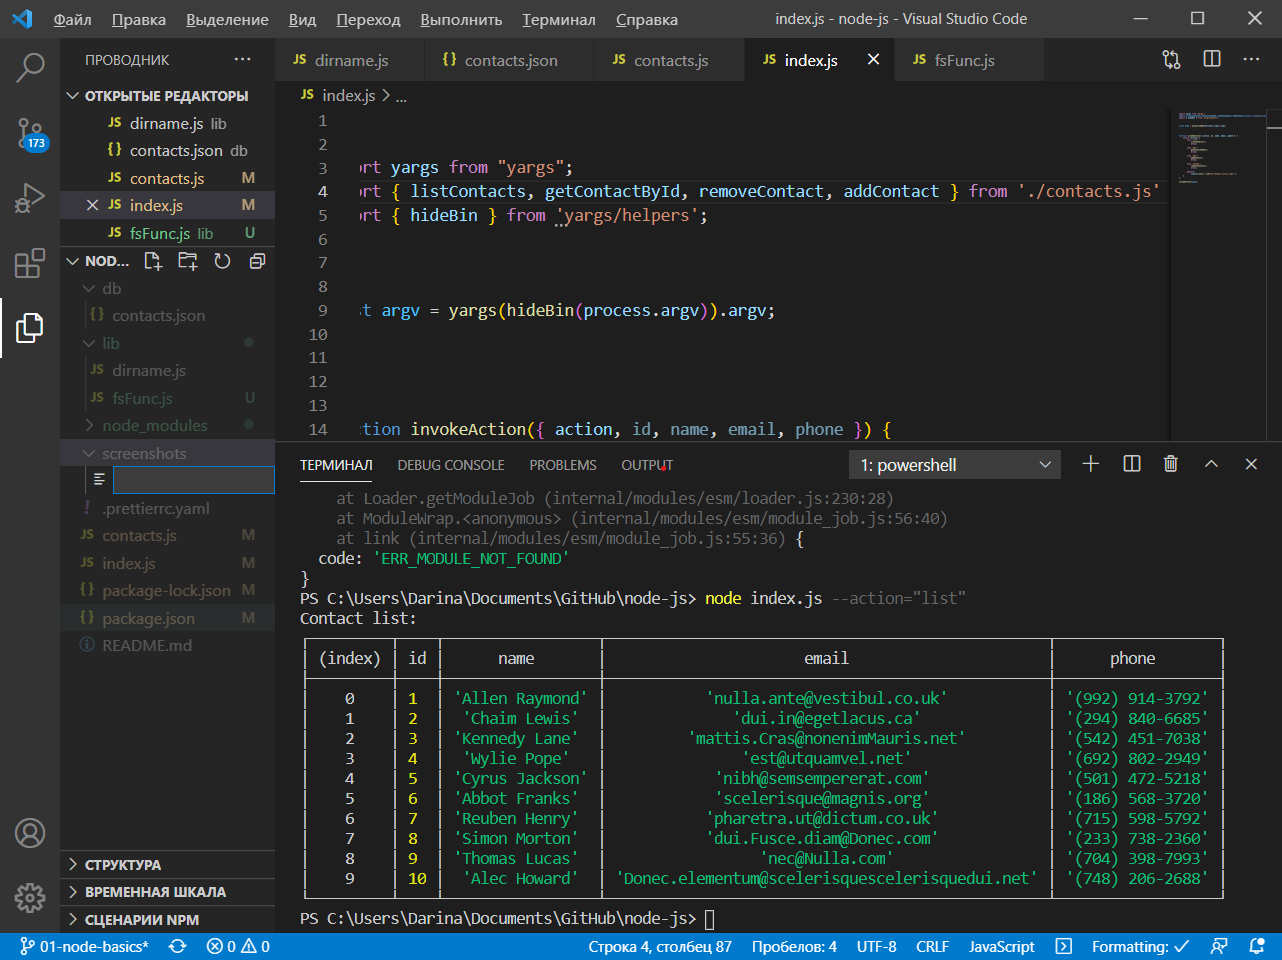 Файл Правка Выделение Вид Переход Выполнить Терминал Справка index.js - node-js - Visual Studio Code
ПРОВОДНИК ...
JS dirname.js {} contacts.json JS contacts.js JS index.js JS fsFunc.js
ОТКРЫТЫЕ РЕДАКТОРЫ
JS dirname.js lib
{} contacts.json db
JS contacts.js M
JS index.js M
JS fsFunc.js lib U
173
NOD...
db
{} contacts.json
lib
JS dirname.js
JS fsFunc.js U
node_modules
screenshots
! .prettierrc.yaml
JS contacts.js M
JS index.js M
{} package-lock.json M
{} package.json M
README.md
СТРУКТУРА
ВРЕМЕННАЯ ШКАЛА
СЦЕНАРИИ NPM
JS index.js > ...
1
2
3 ort yargs from "yargs";
4 ort { listContacts, getContactById, removeContact, addContact } from './contacts.js'
5 ort { hideBin } from 'yargs/helpers';
6
7
8
9 t argv = yargs(hideBin(process.argv)).argv;
10
11
12
13
14 ction invokeAction({ action, id, name, email, phone }) {
ТЕРМИНАЛ DEBUG CONSOLE PROBLEMS OUTPUT 1: powershell
at Loader.getModuleJob (internal/modules/esm/loader.js:230:28)
at ModuleWrap.<anonymous> (internal/modules/esm/module_job.js:56:40)
at link (internal/modules/esm/module_job.js:55:36) {
code: 'ERR_MODULE_NOT_FOUND'
}
PS C:\Users\Darina\Documents\GitHub\node-js> node index.js --action="list"
Contact list:
(index) id name email phone
0 1 'Allen Raymond' 'nulla.ante@vestibul.co.uk' '(992) 914-3792'
1 2 'Chaim Lewis' 'dui.in@egetlacus.ca' '(294) 840-6685'
2 3 'Kennedy Lane' 'mattis.Cras@nonenimMauris.net' '(542) 451-7038'
3 4 'Wylie Pope' 'est@utquamvel.net' '(692) 802-2949'
4 5 'Cyrus Jackson' 'nibh@semsempererat.com' '(501) 472-5218'
5 6 'Abbot Franks' 'scelerisque@magnis.org' '(186) 568-3720'
6 7 'Reuben Henry' 'pharetra.ut@dictum.co.uk' '(715) 598-5792'
7 8 'Simon Morton' 'dui.Fusce.diam@Donec.com' '(233) 738-2360'
8 9 'Thomas Lucas' 'nec@Nulla.com' '(704) 398-7993'
9 10 'Alec Howard' 'Donec.elementum@scelerisquescelerisquedui.net' '(748) 206-2688'
PS C:\Users\Darina\Documents\GitHub\node-js>
01-node-basics* 0 0 Строка 4, столбец 87 Пробелов: 4 UTF-8 CRLF JavaScript Formatting: ✓